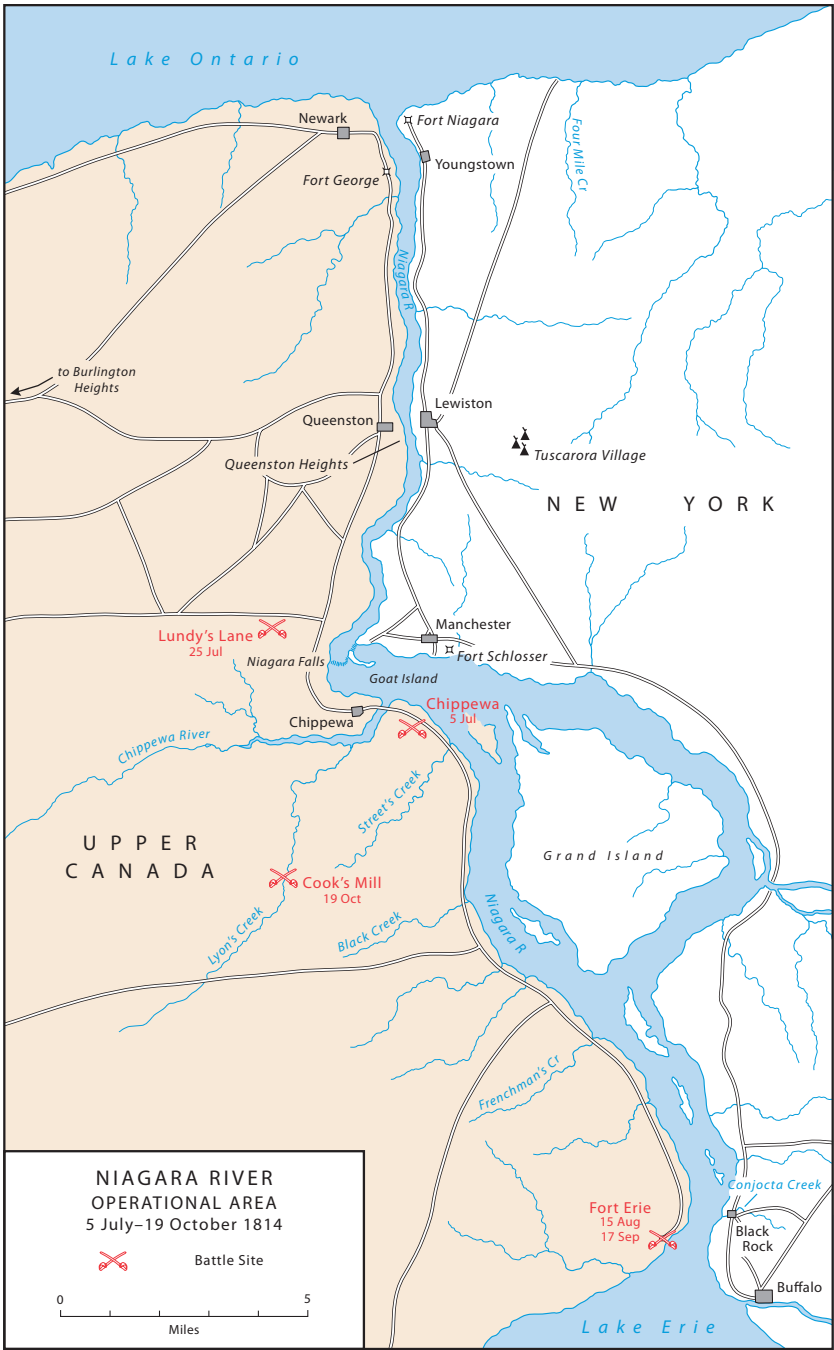 Lake Ontario
Newark
Fort Niagara
Youngstown
Fort George
Four Mile Cr
Niagara R
to Burlington
Heights
Lewiston
Queenston
Queenston Heights
Tuscarora Village
NEW YORK
Manchester
Lundy's Lane
25 Jul
Fort Schlosser
Niagara Falls
Goat Island
Chippewa
5 Jul
Chippewa
Chippewa River
Street's Creek
UPPER
CANADA
Grand Island
Cook's Mill
19 Oct
Niagara R
Black Creek
Lyon's Creek
Frenchman's Cr
Conjocta Creek
Fort Erie
15 Aug
17 Sep
Black
Rock
Buffalo
Lake Erie
NIAGARA RIVER
OPERATIONAL AREA
5 July–19 October 1814
Battle Site
0 5
Miles